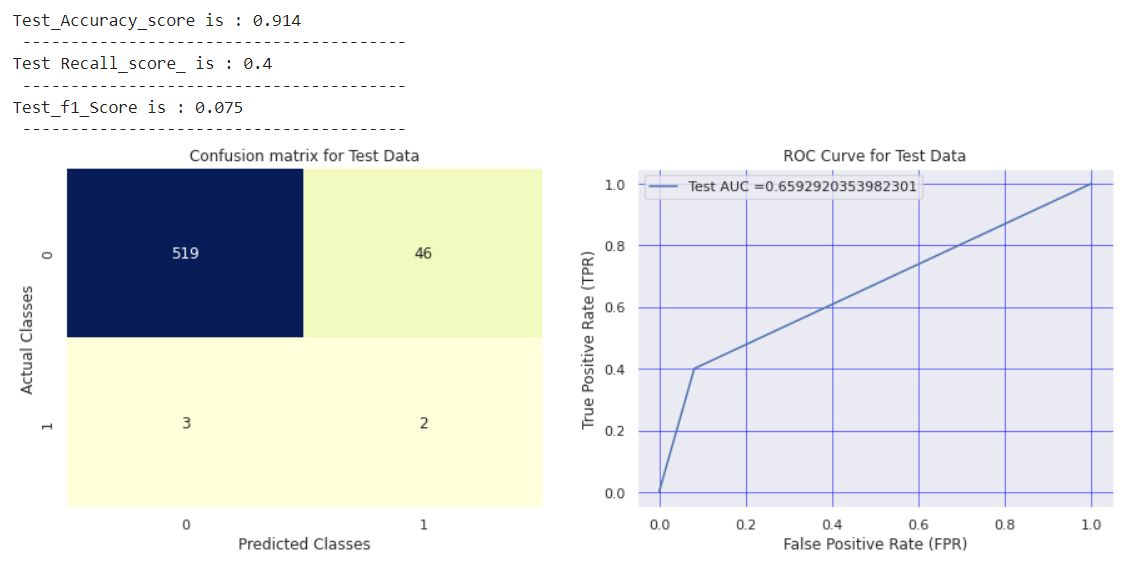 Test_Accuracy_score is : 0.914
----------------------------------------
Test Recall_score_ is : 0.4
----------------------------------------
Test_f1_Score is : 0.075
----------------------------------------
Confusion matrix for Test Data
519 46
3 2
0
1
Actual Classes
0 1
Predicted Classes
ROC Curve for Test Data
Test AUC =0.6592920353982301
1.0
0.8
0.6
0.4
0.2
0.0
True Positive Rate (TPR)
0.0 0.2 0.4 0.6 0.8 1.0
False Positive Rate (FPR)